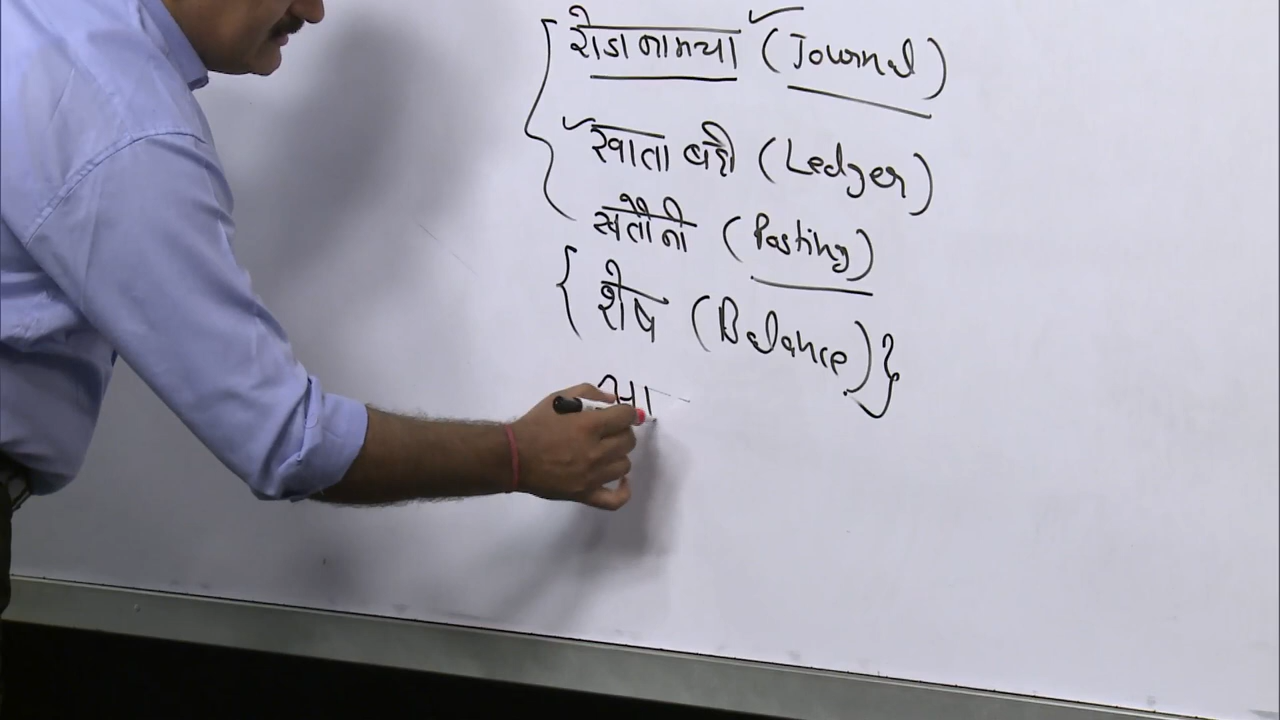 रोजनामचा (Journal)
खाता बही (Ledger)
खतौनी (Posting)
शेष (Balance)